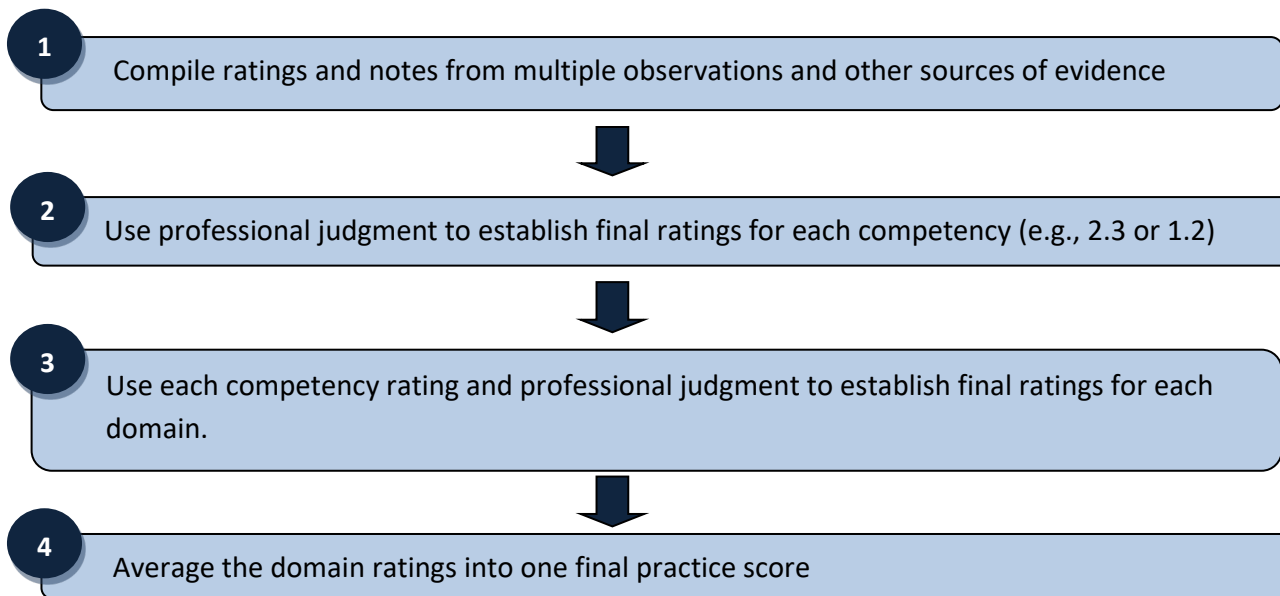 1
Compile ratings and notes from multiple observations and other sources of evidence
2
Use professional judgment to establish final ratings for each competency (e.g., 2.3 or 1.2)
3
Use each competency rating and professional judgment to establish final ratings for each
domain.
4
Average the domain ratings into one final practice score